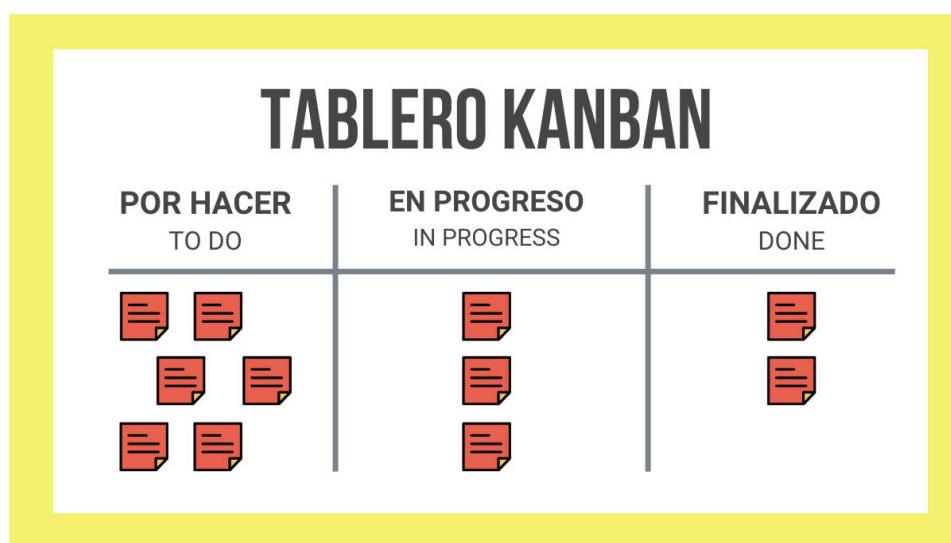 TABLERO KANBAN
POR HACER
TO DO
EN PROGRESO
IN PROGRESS
FINALIZADO
DONE